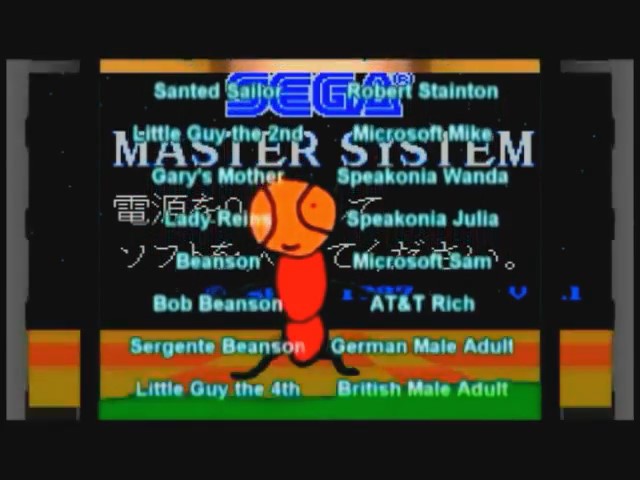 SEGA®
MASTER SYSTEM
電源を て
ソフトを てください。
Santed Sailor Robert Stainton
Little Guy the 2nd Microsoft Mike
Gary's Mother Speakonia Wanda
Lady Reins Speakonia Julia
Beanson Microsoft Sam
Bob Beanson AT&T Rich
Sergente Beanson German Male Adult
Little Guy the 4th British Male Adult